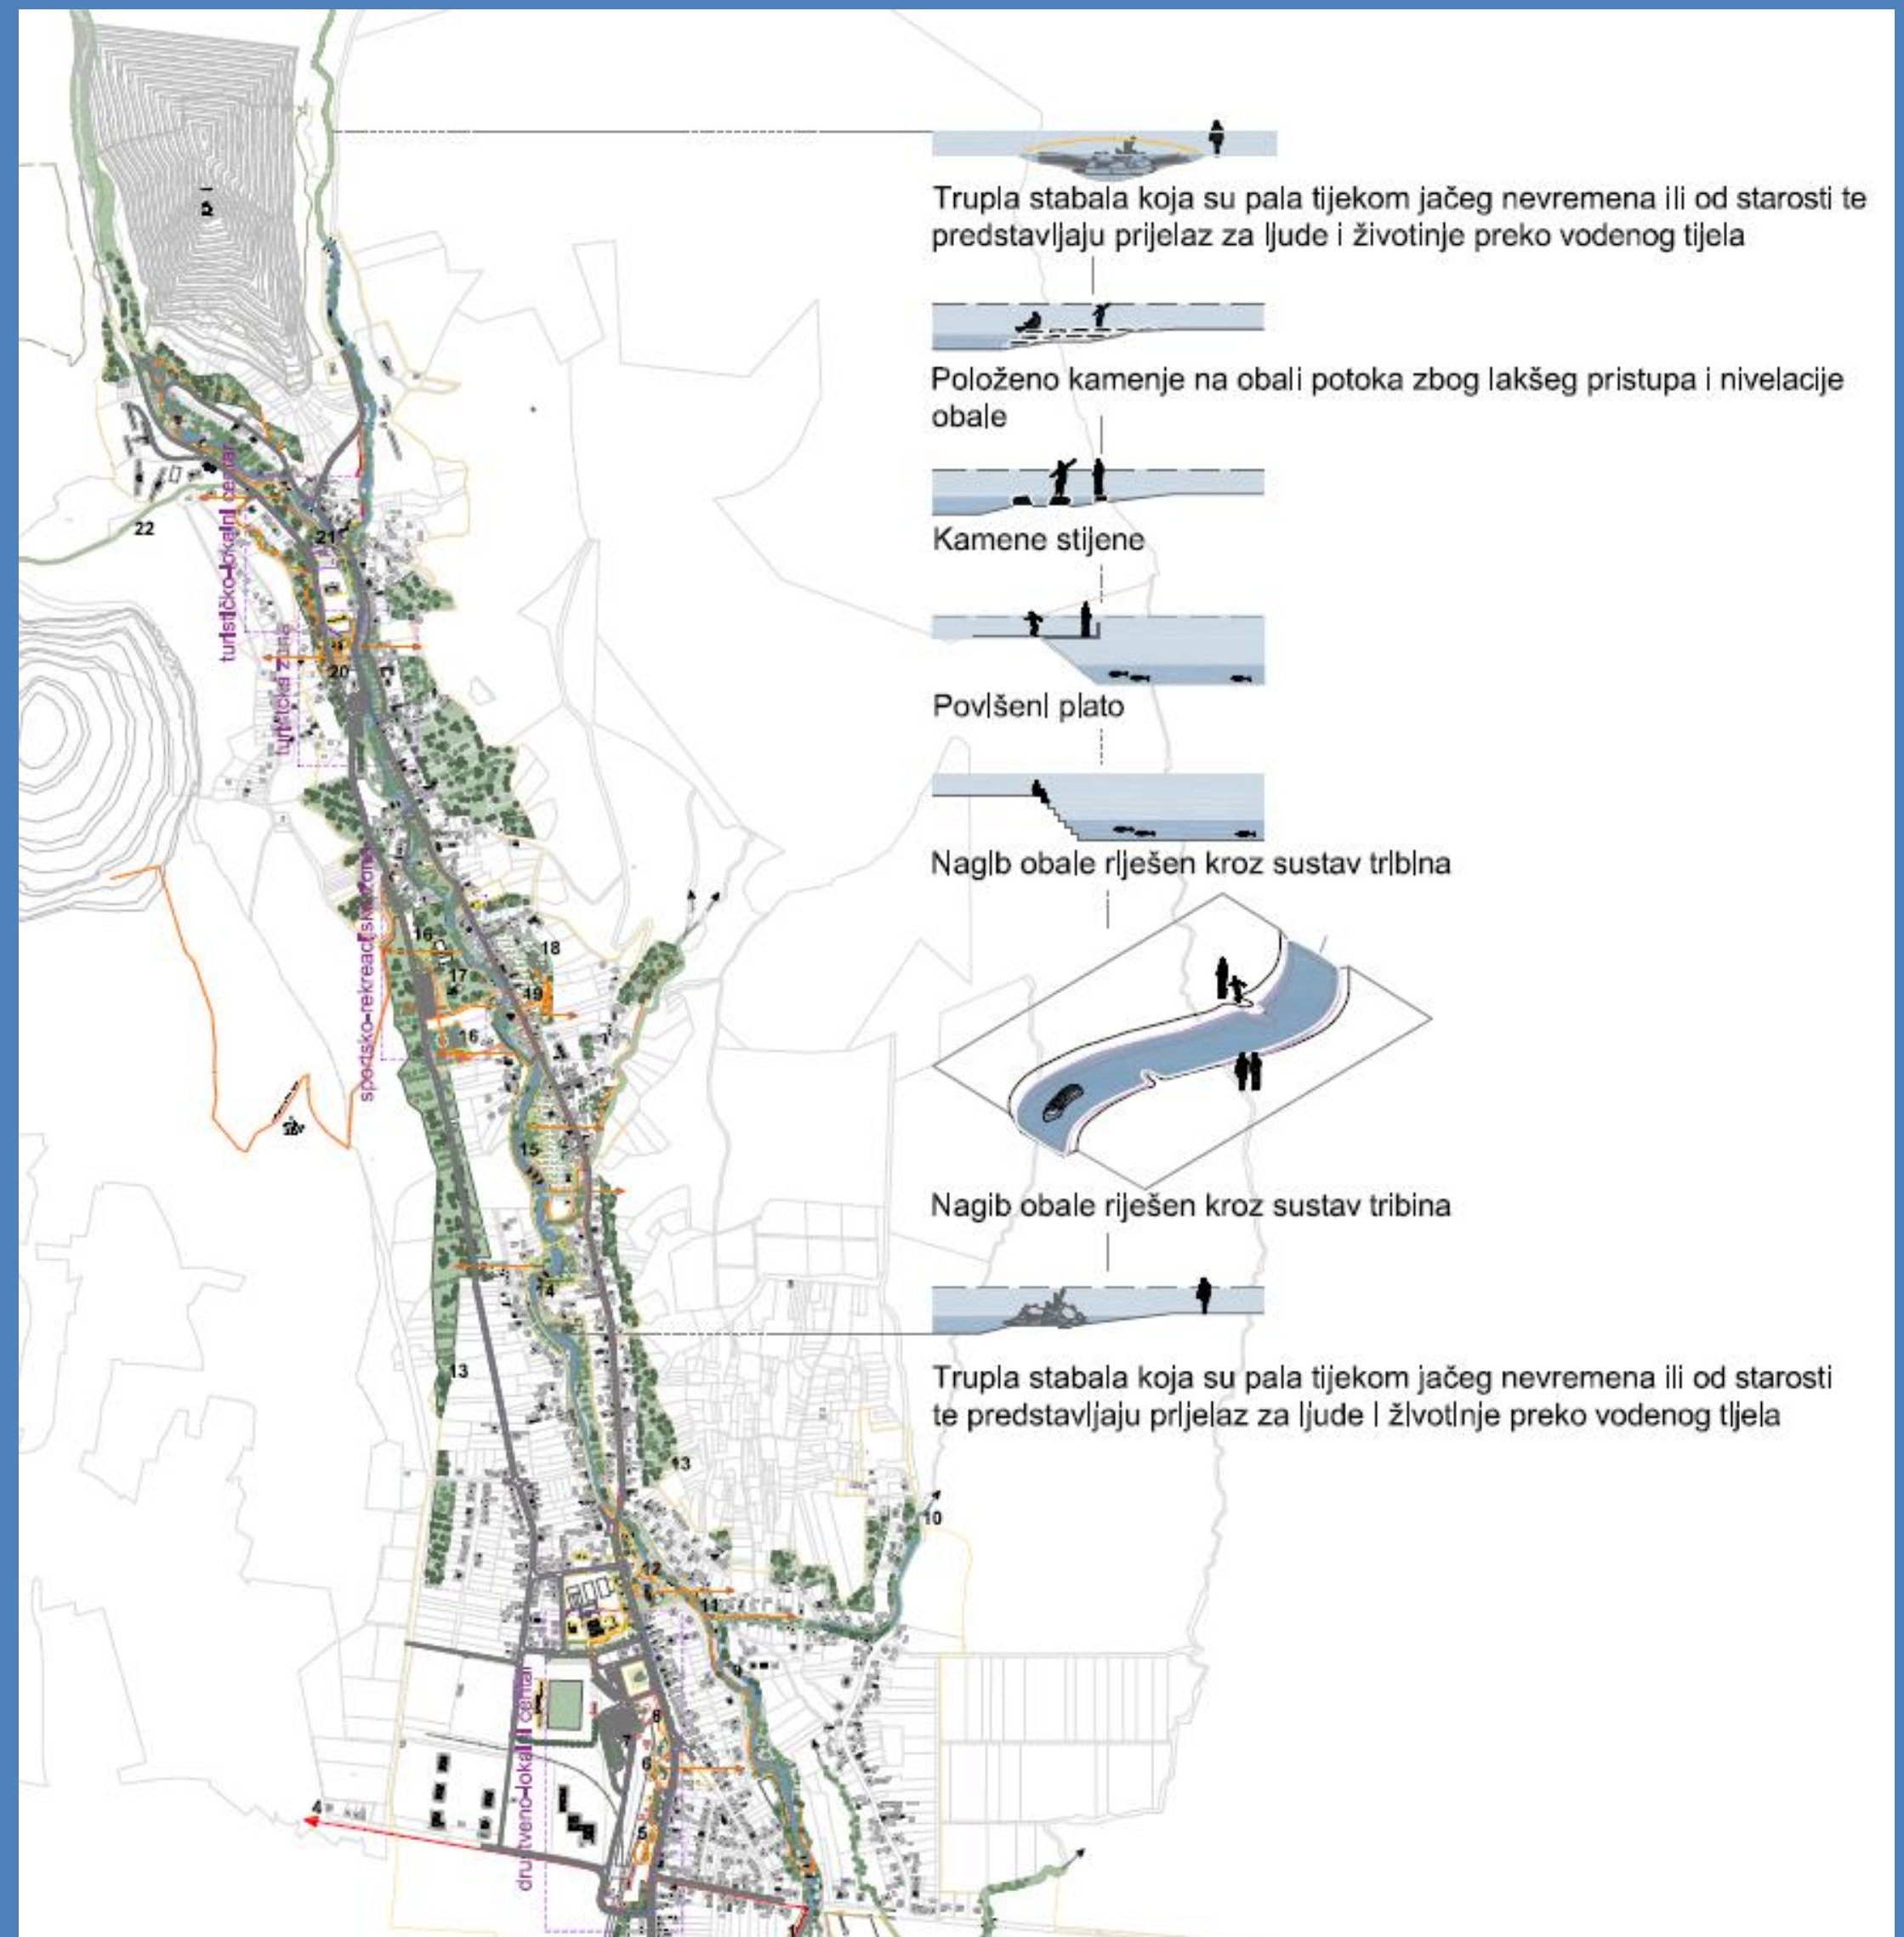 Trupla stabala koja su pala tijekom jačeg nevremena ili od starosti te
predstavljaju prijelaz za ljude i životinje preko vodenog tijela
Položeno kamenje na obali potoka zbog lakšeg pristupa i nivelacije
obale
Kamene stijene
Povišeni plato
Nagib obale riješen kroz sustav tribina
Nagib obale riješen kroz sustav tribina
Trupla stabala koja su pala tijekom jačeg nevremena ili od starosti
te predstavljaju prijelaz za ljude i životinje preko vodenog tijela
turističko-lokalni centar
22
21
turistička zona
20
sportsko-rekreacijska zona
16
17
18
19
16
15
4
13
13
10
12
11
9
društveno-lokalni centar
8
7
6
5
4
1